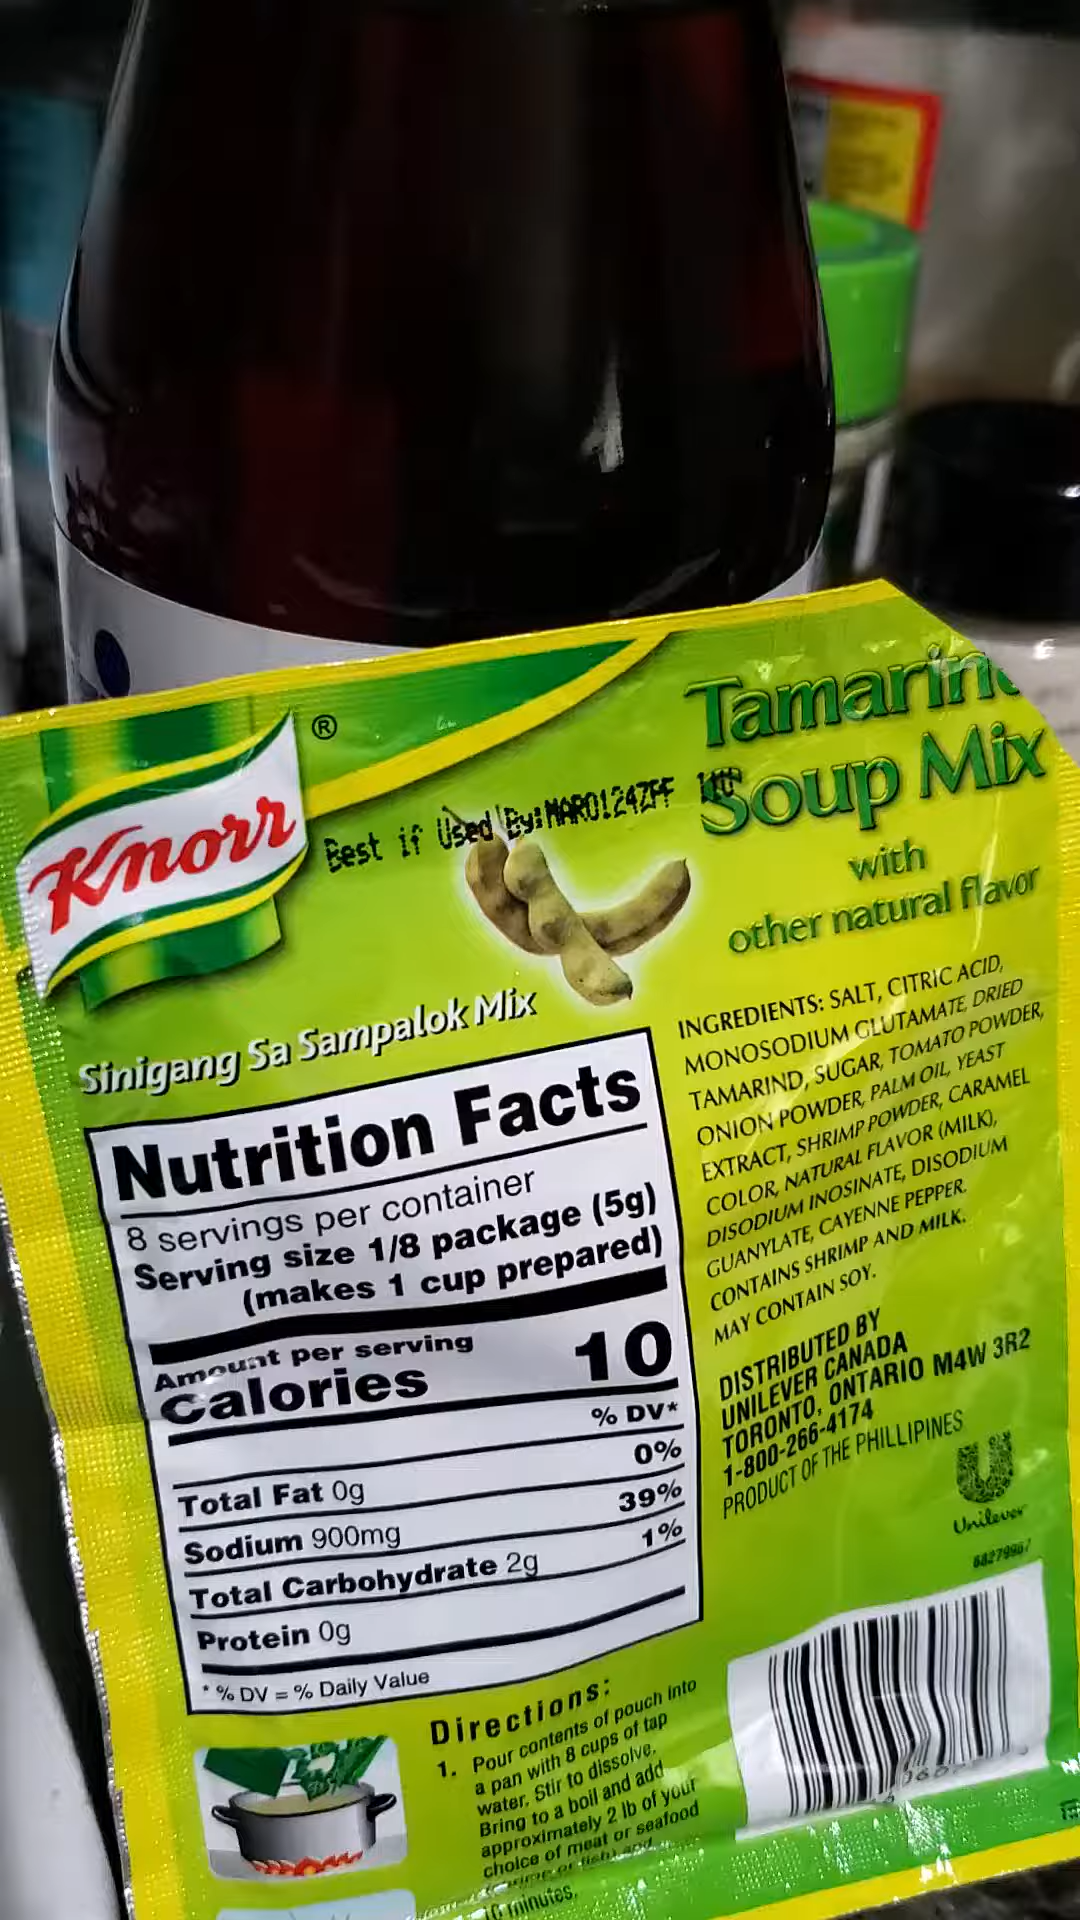 Knorr®
Best if Used By:MAR0124ZFF
Tamarin
Soup Mix
with
other natural flavor
Sinigang Sa Sampalok Mix
Nutrition Facts
8 servings per container
Serving size 1/8 package (5g)
(makes 1 cup prepared)
Amount per serving
Calories 10
% DV*
Total Fat 0g 0%
Sodium 900mg 39%
Total Carbohydrate 2g 1%
Protein 0g
* % DV = % Daily Value
INGREDIENTS: SALT, CITRIC ACID,
MONOSODIUM GLUTAMATE, DRIED
TAMARIND, SUGAR, TOMATO POWDER,
ONION POWDER, PALM OIL, YEAST
EXTRACT, SHRIMP POWDER, CARAMEL
COLOR, NATURAL FLAVOR (MILK),
DISODIUM INOSINATE, DISODIUM
GUANYLATE, CAYENNE PEPPER.
CONTAINS SHRIMP AND MILK.
MAY CONTAIN SOY.
DISTRIBUTED BY
UNILEVER CANADA
TORONTO, ONTARIO M4W 3R2
1-800-266-4174
PRODUCT OF THE PHILLIPINES
Unilever
68279967
Directions:
1. Pour contents of pouch into
a pan with 8 cups of tap
water. Stir to dissolve.
Bring to a boil and add
approximately 2 lb of your
choice of meat or seafood
or fish) and
10 minutes.